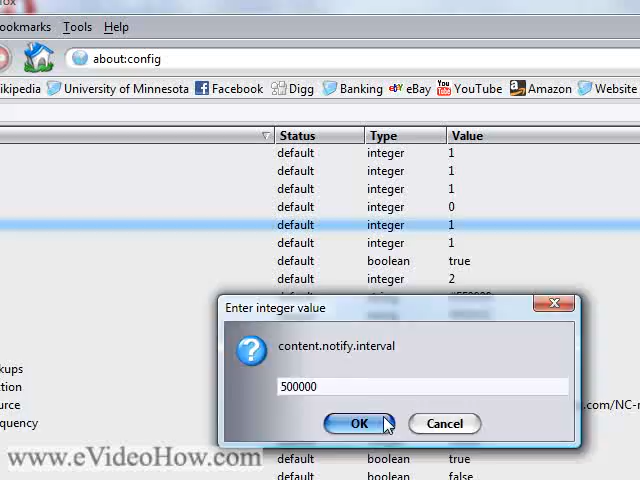 ookmarks Tools Help
about:config
ikipedia University of Minnesota Facebook Digg Banking eBay YouTube Amazon Website
Status Type Value
default integer 1
default integer 1
default integer 1
default integer 0
default integer 1
default integer 1
default boolean true
default integer 2
Enter integer value
content.notify.interval
kups
ction
500000
urce .com/NC-r
quency OK Cancel
www.eVideoHow.com
default boolean true
default boolean false